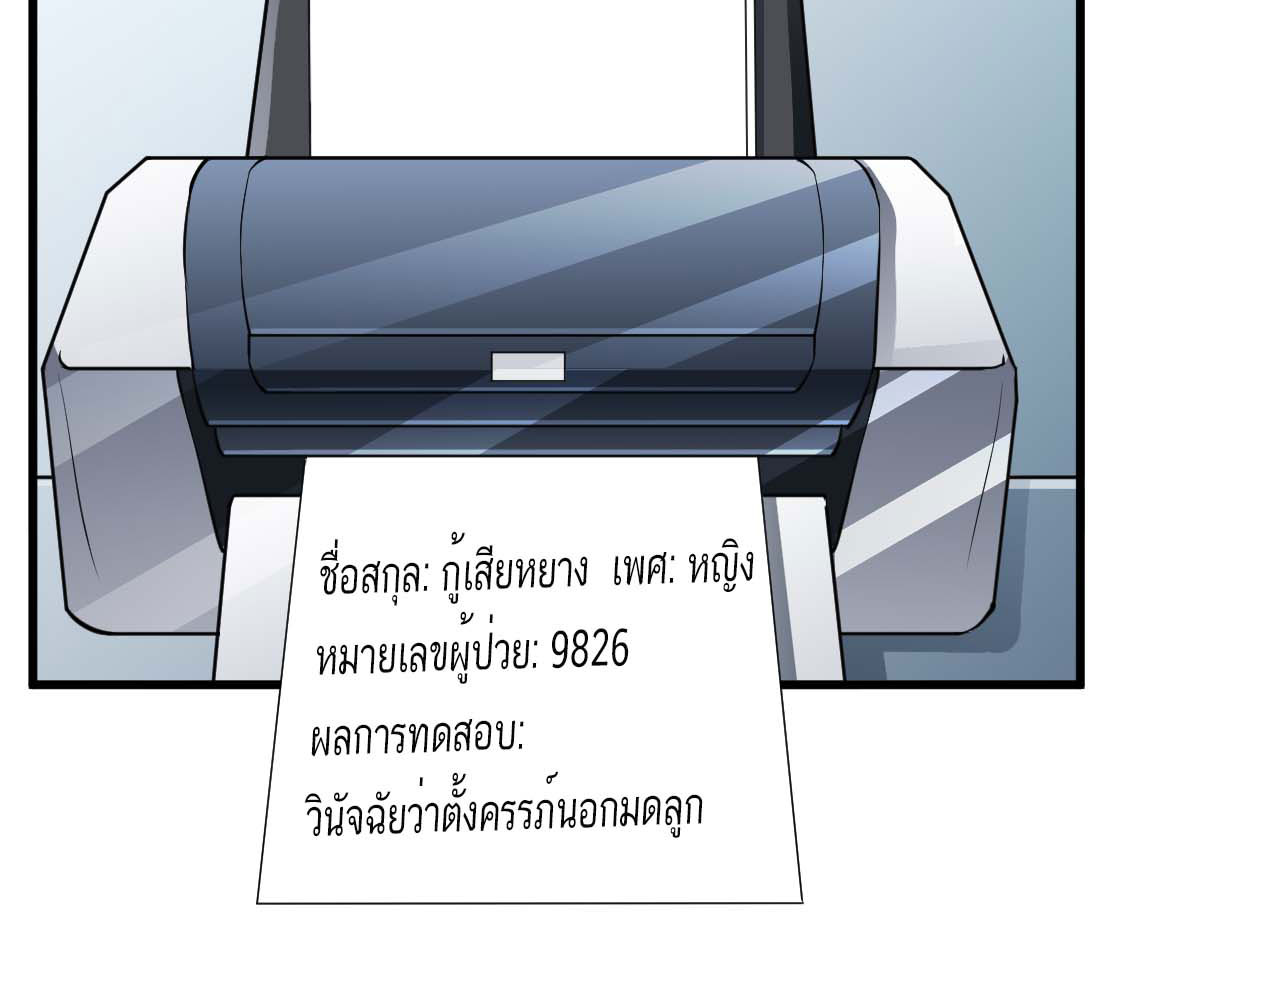 ชื่อสกุล: กู้เสียหยาง เพศ: หญิง
หมายเลขผู้ป่วย: 9826
ผลการทดสอบ:
วินัจฉัยว่าตั้งครรภ์นอกมดลูก